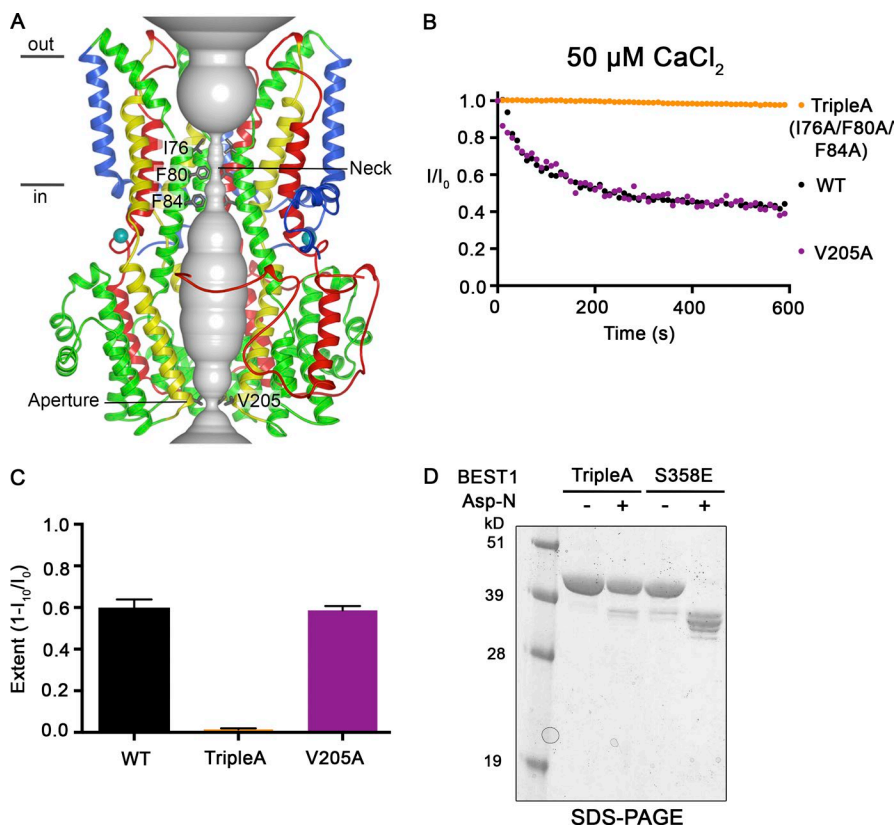 A
out
in
I76
F80
F84
Neck
Aperture
V205
B
50 µM CaCl2
I/I0
1.0
0.8
0.6
0.4
0.2
0.0
0
200
400
600
Time (s)
TripleA
(I76A/F80A/
F84A)
WT
V205A
C
Extent (1-I10/I0)
1.0
0.8
0.6
0.4
0.2
0.0
WT
TripleA
V205A
D
BEST1
TripleA
S358E
Asp-N
- + - +
kD
51
39
28
19
SDS-PAGE